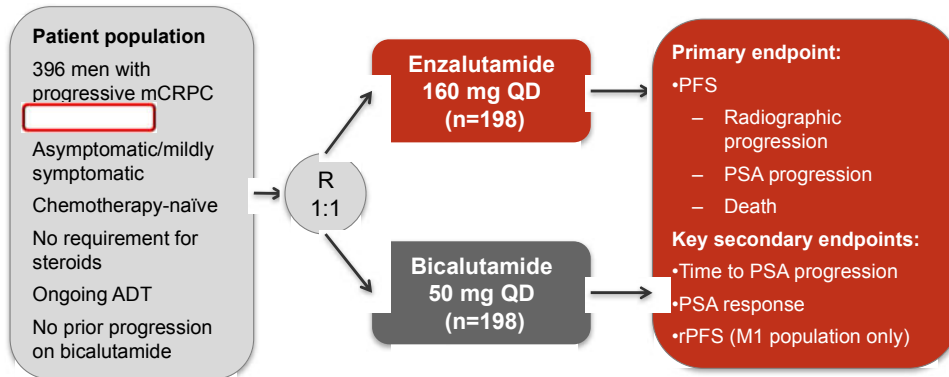 Patient population
396 men with
progressive mCRPC
Asymptomatic/mildly
symptomatic
Chemotherapy-naïve
No requirement for
steroids
Ongoing ADT
No prior progression
on bicalutamide
R
1:1
Enzalutamide
160 mg QD
(n=198)
Bicalutamide
50 mg QD
(n=198)
Primary endpoint:
•PFS
– Radiographic
progression
– PSA progression
– Death
Key secondary endpoints:
•Time to PSA progression
•PSA response
•rPFS (M1 population only)